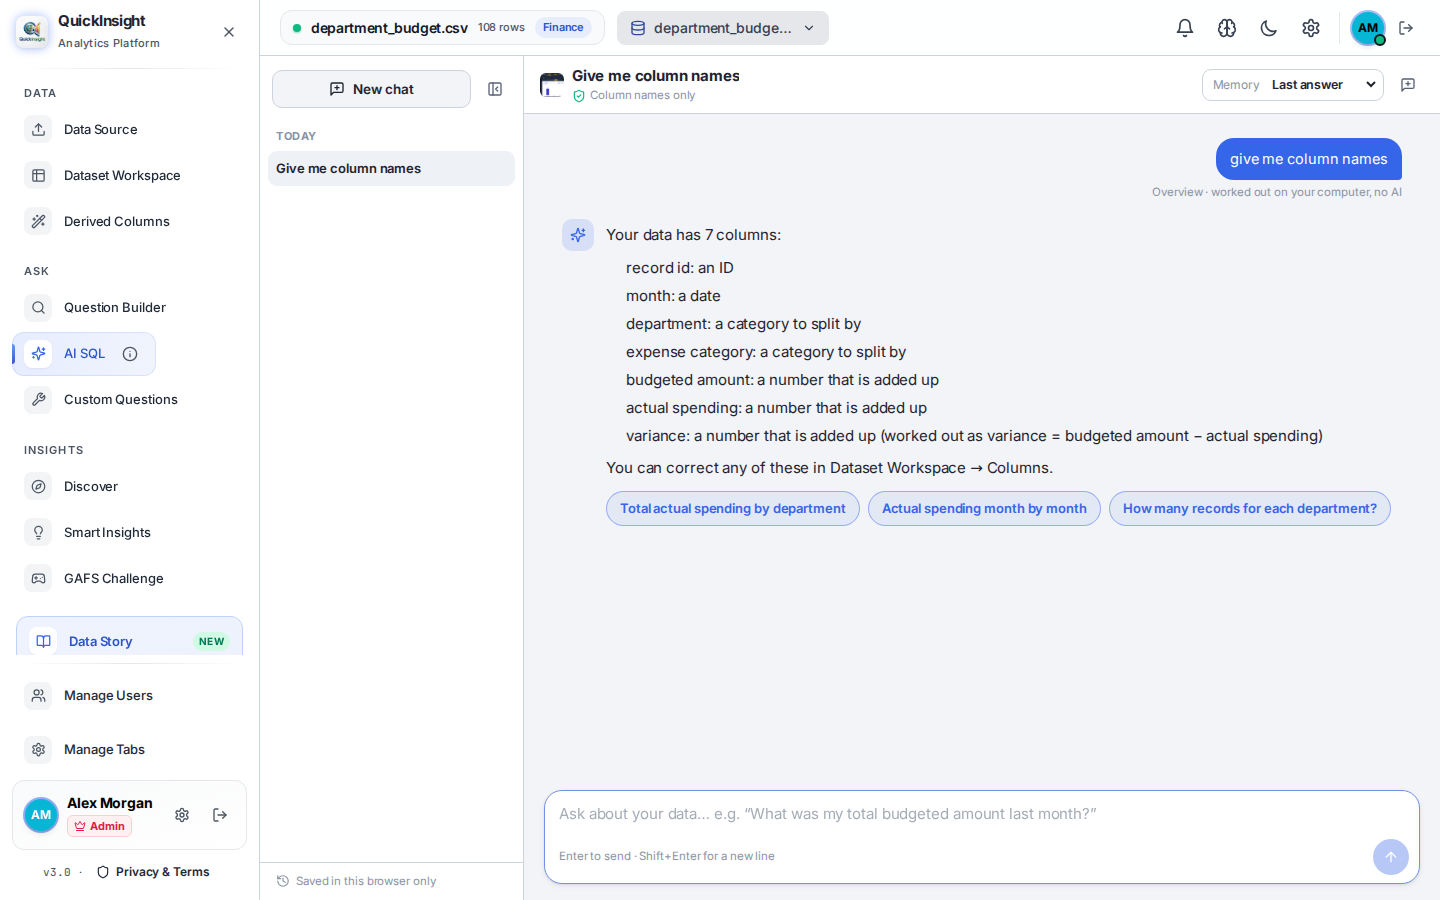 QuickInsight
Analytics Platform
DATA
Data Source
Dataset Workspace
Derived Columns
ASK
Question Builder
AI SQL
Custom Questions
INSIGHTS
Discover
Smart Insights
GAFS Challenge
Data Story NEW
Manage Users
Manage Tabs
AM Alex Morgan
Admin
v3.0 · Privacy & Terms
department_budget.csv 108 rows Finance
department_budge...
AM
New chat
TODAY
Give me column names
Saved in this browser only
Give me column names
Column names only
Memory Last answer
give me column names
Overview · worked out on your computer, no AI
Your data has 7 columns:
record id: an ID
month: a date
department: a category to split by
expense category: a category to split by
budgeted amount: a number that is added up
actual spending: a number that is added up
variance: a number that is added up (worked out as variance = budgeted amount − actual spending)
You can correct any of these in Dataset Workspace → Columns.
Total actual spending by department
Actual spending month by month
How many records for each department?
Ask about your data... e.g. “What was my total budgeted amount last month?”
Enter to send · Shift+Enter for a new line